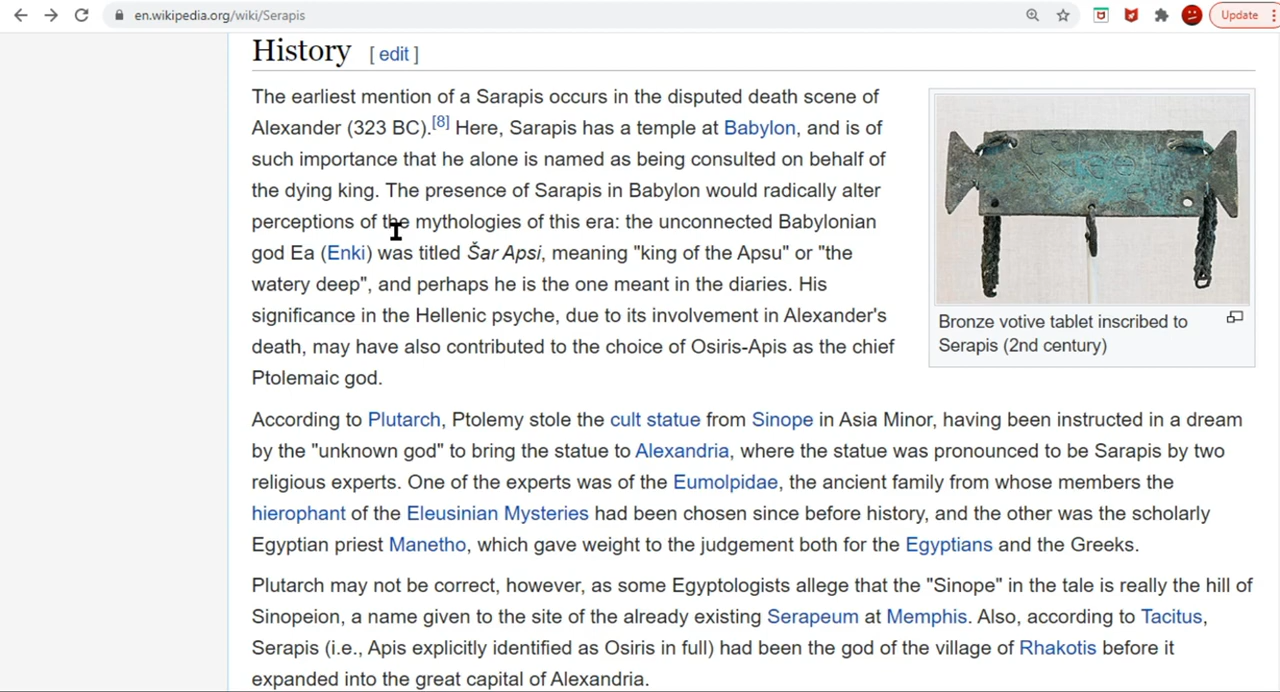 en.wikipedia.org/wiki/Serapis
Update
History [ edit ]
The earliest mention of a Sarapis occurs in the disputed death scene of
Alexander (323 BC).[8] Here, Sarapis has a temple at Babylon, and is of
such importance that he alone is named as being consulted on behalf of
the dying king. The presence of Sarapis in Babylon would radically alter
perceptions of the mythologies of this era: the unconnected Babylonian
god Ea (Enki) was titled Šar Apsi, meaning "king of the Apsu" or "the
watery deep", and perhaps he is the one meant in the diaries. His
significance in the Hellenic psyche, due to its involvement in Alexander's
death, may have also contributed to the choice of Osiris-Apis as the chief
Ptolemaic god.
Bronze votive tablet inscribed to
Serapis (2nd century)
According to Plutarch, Ptolemy stole the cult statue from Sinope in Asia Minor, having been instructed in a dream
by the "unknown god" to bring the statue to Alexandria, where the statue was pronounced to be Sarapis by two
religious experts. One of the experts was of the Eumolpidae, the ancient family from whose members the
hierophant of the Eleusinian Mysteries had been chosen since before history, and the other was the scholarly
Egyptian priest Manetho, which gave weight to the judgement both for the Egyptians and the Greeks.
Plutarch may not be correct, however, as some Egyptologists allege that the "Sinope" in the tale is really the hill of
Sinopeion, a name given to the site of the already existing Serapeum at Memphis. Also, according to Tacitus,
Serapis (i.e., Apis explicitly identified as Osiris in full) had been the god of the village of Rhakotis before it
expanded into the great capital of Alexandria.